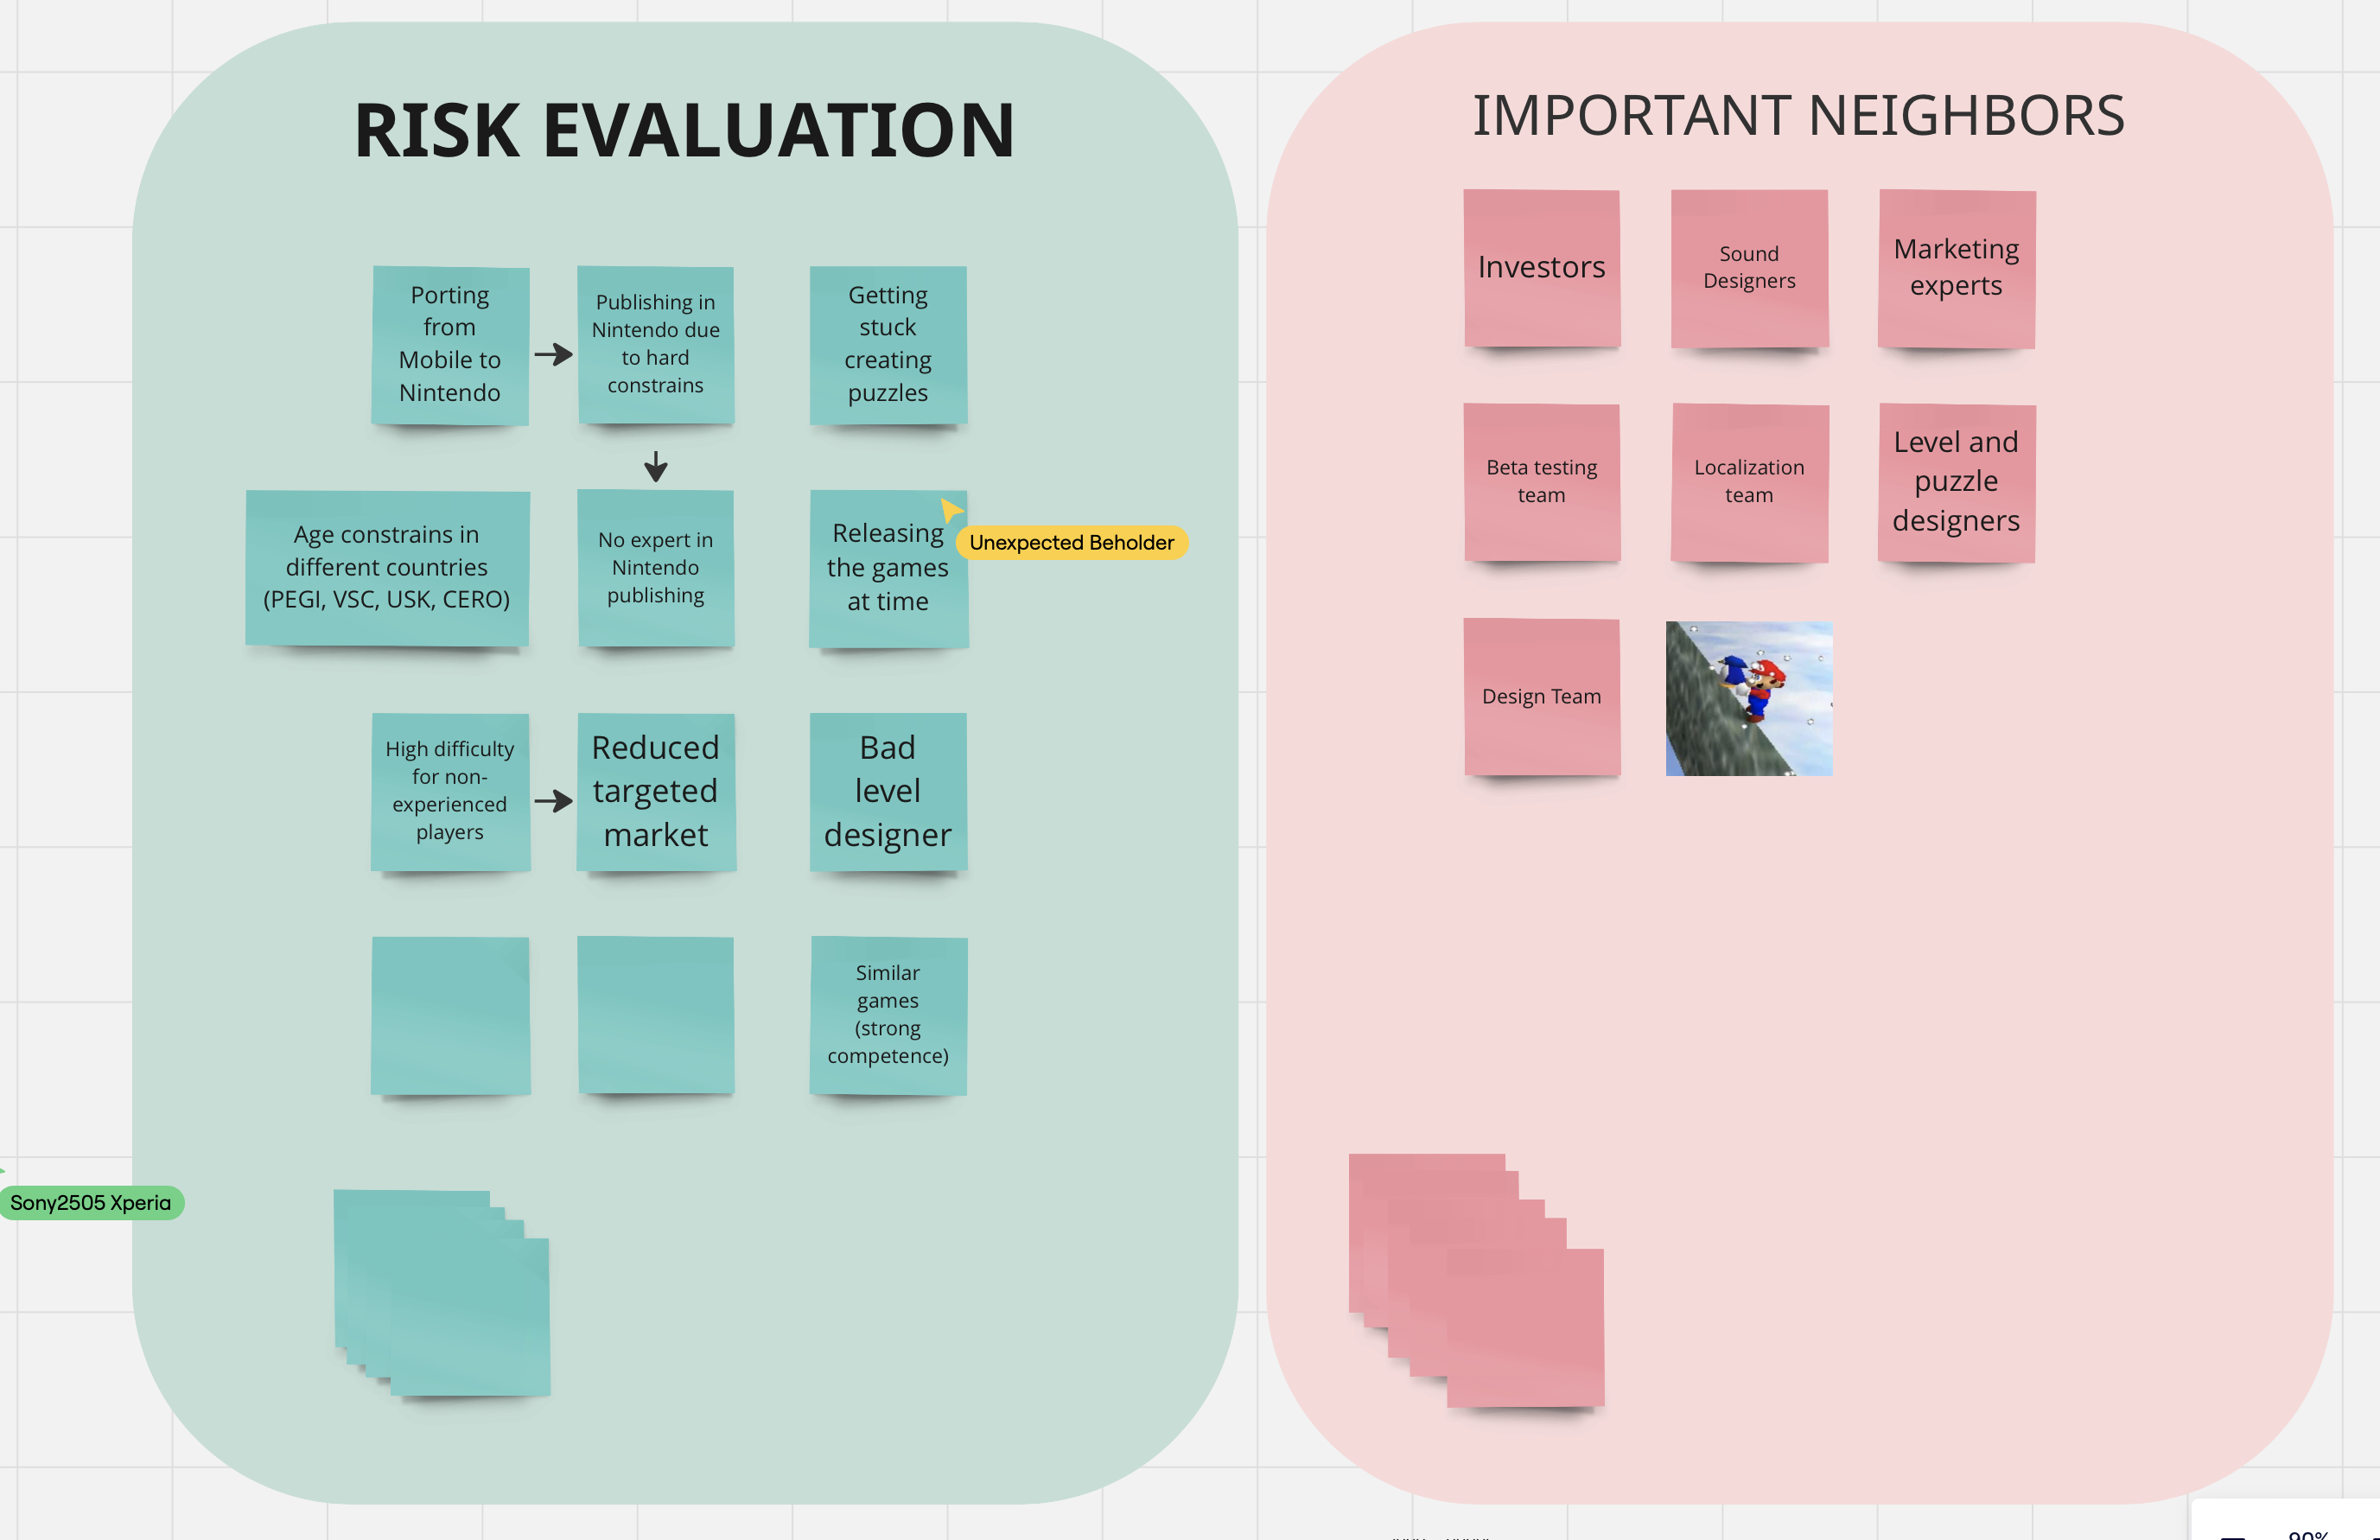 RISK EVALUATION
Porting
from
Mobile to
Nintendo
Publishing in
Nintendo due
to hard
constrains
Getting
stuck
creating
puzzles
Age constrains in
different countries
(PEGI, VSC, USK, CERO)
No expert in
Nintendo
publishing
Releasing
the games
at time
Unexpected Beholder
High difficulty
for non-
experienced
players
Reduced
targeted
market
Bad
level
designer
Similar
games
(strong
competence)
Sony2505 Xperia
IMPORTANT NEIGHBORS
Investors
Sound
Designers
Marketing
experts
Beta testing
team
Localization
team
Level and
puzzle
designers
Design Team
90%